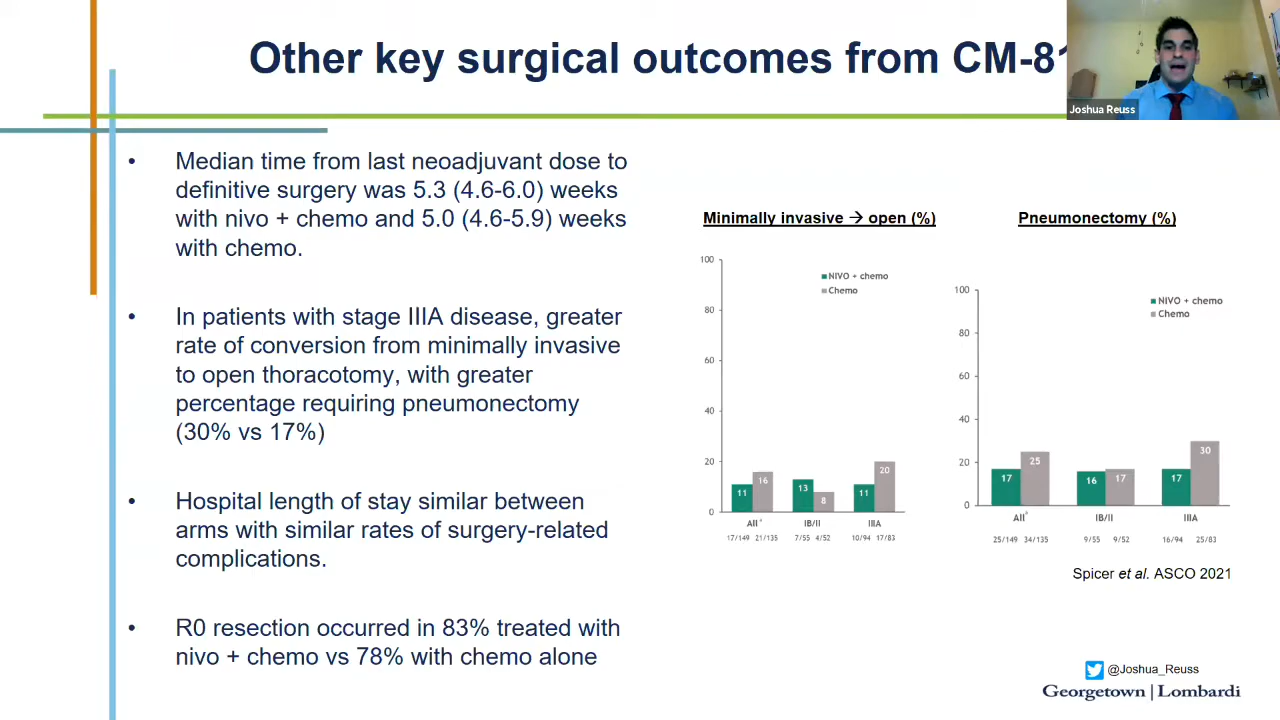 Other key surgical outcomes from CM-81
Joshua Reuss
• Median time from last neoadjuvant dose to
definitive surgery was 5.3 (4.6-6.0) weeks
with nivo + chemo and 5.0 (4.6-5.9) weeks
with chemo.
• In patients with stage IIIA disease, greater
rate of conversion from minimally invasive
to open thoracotomy, with greater
percentage requiring pneumonectomy
(30% vs 17%)
• Hospital length of stay similar between
arms with similar rates of surgery-related
complications.
• R0 resection occurred in 83% treated with
nivo + chemo vs 78% with chemo alone
Minimally invasive → open (%)
100
80
60
40
20
0
NIVO + chemo
Chemo
11 16 13 8 11 20
All* IB/II IIIA
17/149 21/135 7/55 4/52 10/94 17/83
Pneumonectomy (%)
100
80
60
40
20
0
NIVO + chemo
Chemo
17 25 16 17 17 30
All* IB/II IIIA
25/149 34/135 9/55 9/52 16/94 25/83
Spicer et al. ASCO 2021
@Joshua_Reuss
Georgetown | Lombardi